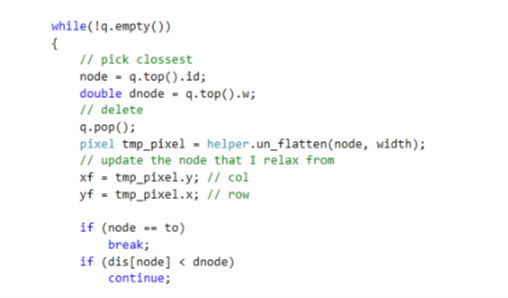 while(!q.empty())
{
// pick clossest
node = q.top().id;
double dnode = q.top().w;
// delete
q.pop();
pixel tmp_pixel = helper.un_flatten(node, width);
// update the node that I relax from
xf = tmp_pixel.y; // col
yf = tmp_pixel.x; // row
if (node == to)
break;
if (dis[node] < dnode)
continue;